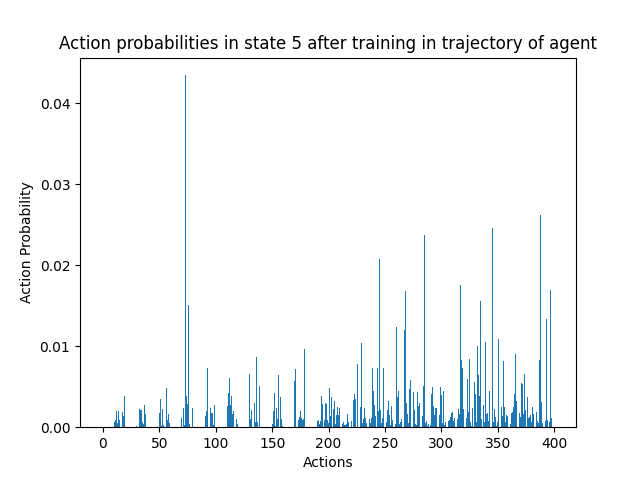 Action probabilities in state 5 after training in trajectory of agent
0.04
0.03
0.02
0.01
0.00
Action Probability
0 50 100 150 200 250 300 350 400
Actions